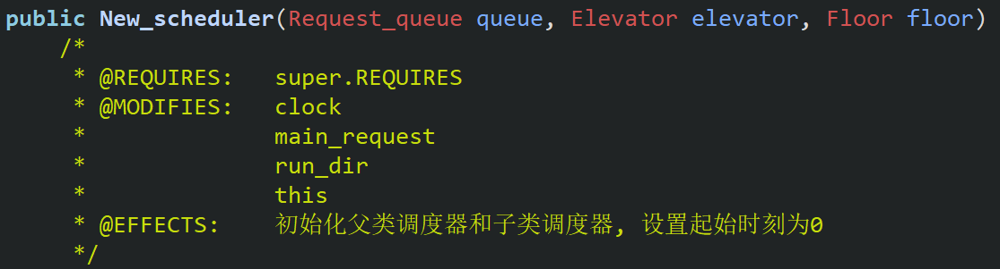 public New_scheduler(Request_queue queue, Elevator elevator, Floor floor)
/*
* @REQUIRES: super.REQUIRES
* @MODIFIES: clock
* main_request
* run_dir
* this
* @EFFECTS: 初始化父类调度器和子类调度器, 设置起始时刻为0
*/